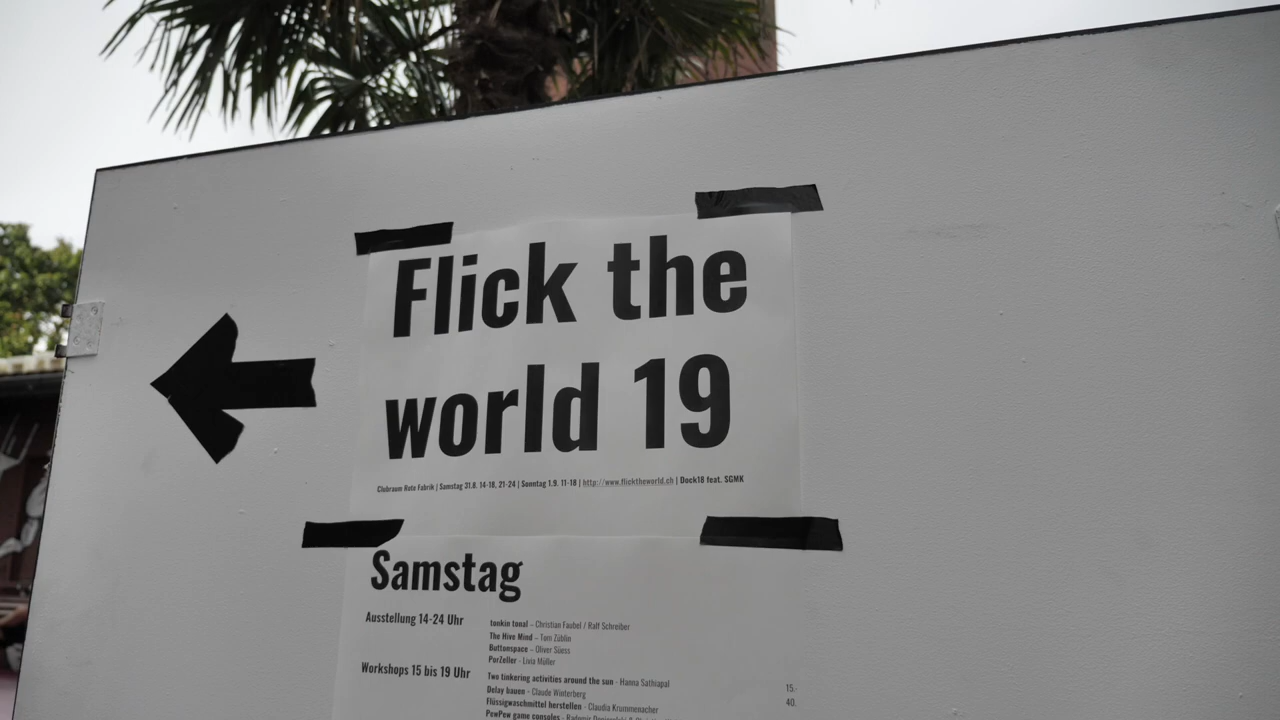 Flick the
world 19
Clubraum Rote Fabrik | Samstag 31.8. 14-18, 21-24 | Sonntag 1.9. 11-18 | http://www.flicktheworld.ch | Dock18 feat. SGMK
Samstag
Ausstellung 14-24 Uhr
tonkin tonal – Christian Faubel / Ralf Schreiber
The Hive Mind – Tom Züblin
Buttonspace – Oliver Süess
PorZeller - Livia Müller
Workshops 15 bis 19 Uhr
Two tinkering activities around the sun - Hanna Sathiapal
Delay bauen - Claude Winterberg 15.-
Flüssigwaschmittel herstellen - Claudia Krummenacher 40.
PewPew game consoles -